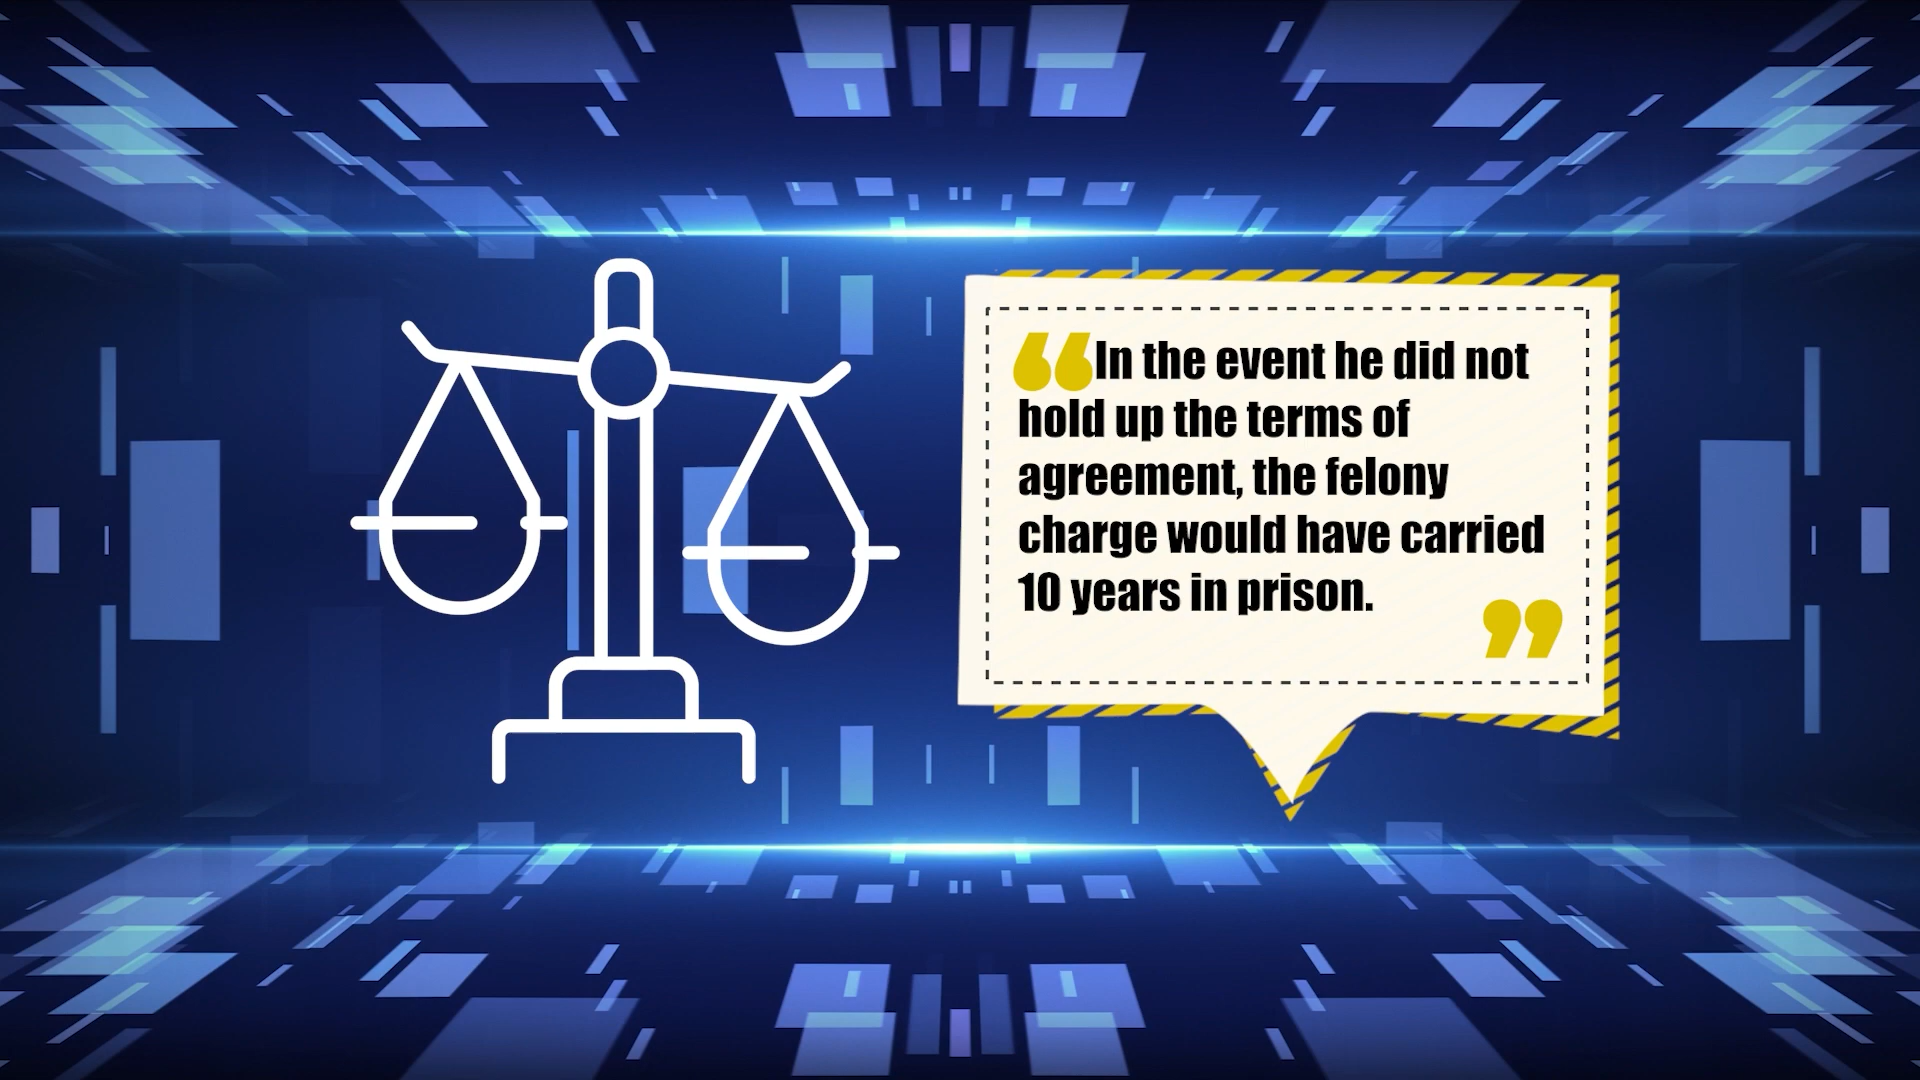 “In the event he did not
hold up the terms of
agreement, the felony
charge would have carried
10 years in prison.”